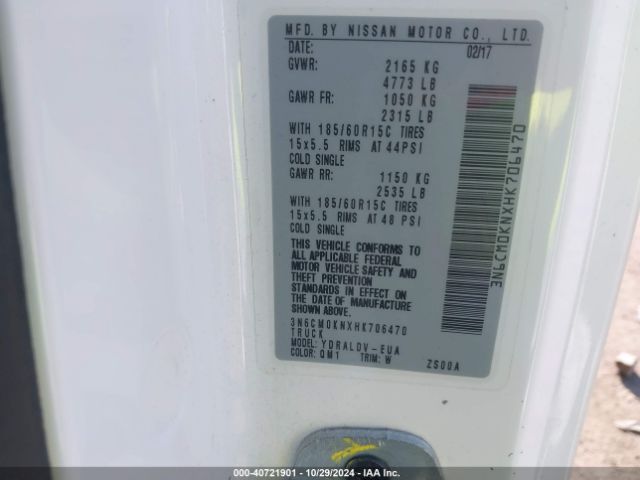 MFD. BY NISSAN MOTOR CO., LTD.
DATE: 02/17
GVWR: 2165 KG
4773 LB
GAWR FR: 1050 KG
2315 LB
WITH 185/60R15C TIRES
15x5.5 RIMS AT 44PSI
COLD SINGLE
GAWR RR: 1150 KG
2535 LB
WITH 185/60R15C TIRES
15x5.5 RIMS AT 48 PSI
COLD SINGLE
THIS VEHICLE CONFORMS TO
ALL APPLICABLE FEDERAL
MOTOR VEHICLE SAFETY AND
THEFT PREVENTION
STANDARDS IN EFFECT ON
THE DATE OF MANUFACTURE
SHOWN ABOVE.
3N6CM0KNXHK706470
TRUCK
MODEL: YDRALDV-EUA
COLOR: QM1 TRIM: W ZS00A
3N6CM0KNXHK706470
000-40721901 - 10/29/2024 - IAA Inc.